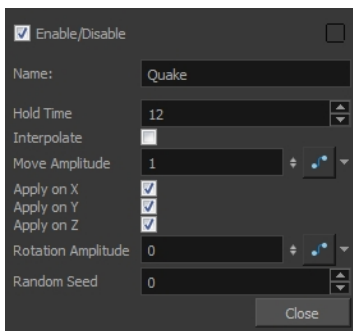 Enable/Disable
Name: Quake
Hold Time 12
Interpolate
Move Amplitude 1
Apply on X
Apply on Y
Apply on Z
Rotation Amplitude 0
Random Seed 0
Close